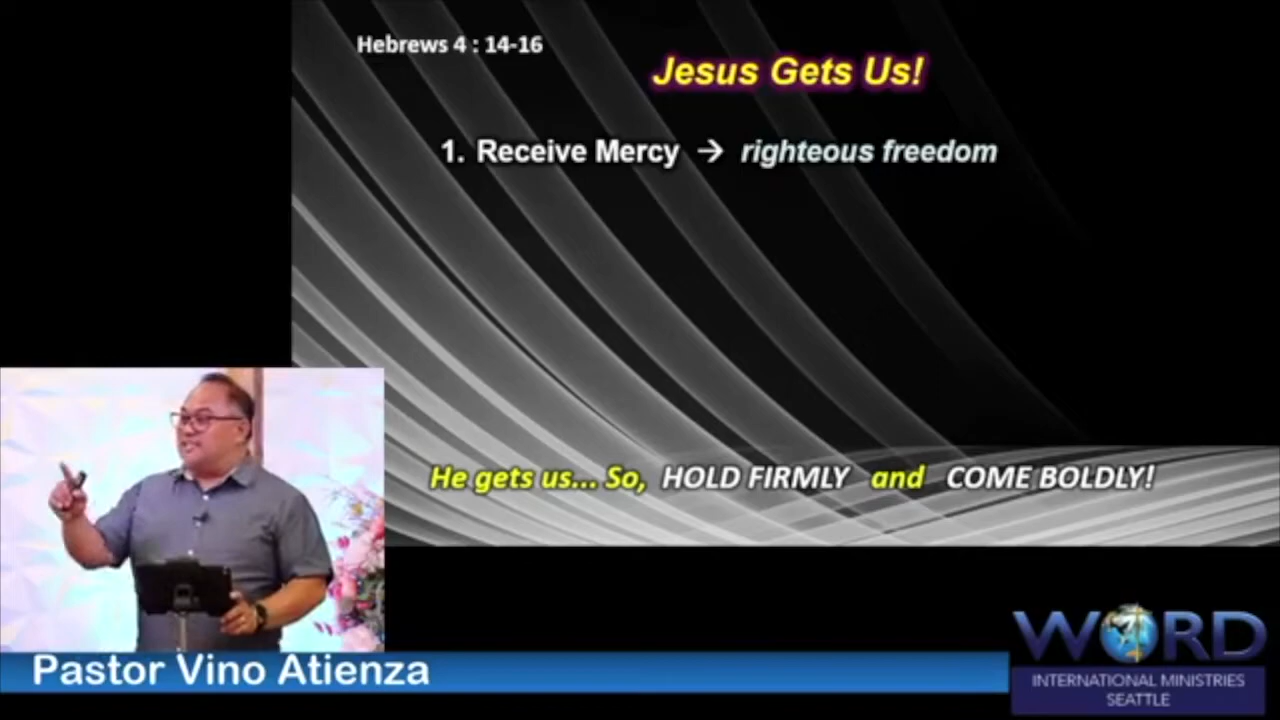 Hebrews 4 : 14-16
Jesus Gets Us!
1. Receive Mercy → righteous freedom
He gets us... So, HOLD FIRMLY and COME BOLDLY!
Pastor Vino Atienza
WORD
INTERNATIONAL MINISTRIES
SEATTLE